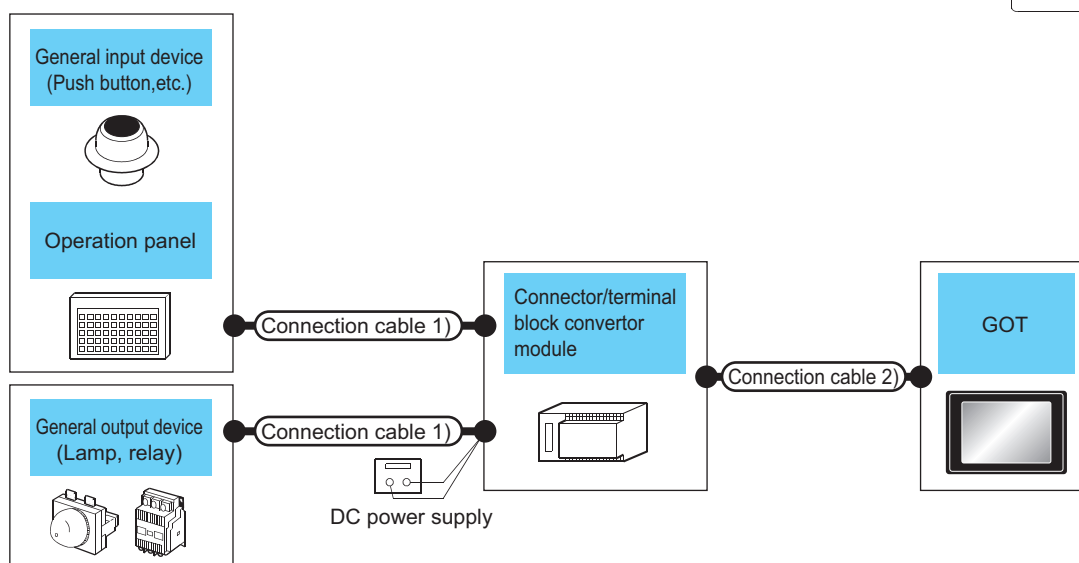 General input device
(Push button,etc.)
Operation panel
Connection cable 1)
Connector/terminal
block convertor
module
GOT
Connection cable 2)
General output device
(Lamp, relay)
Connection cable 1)
DC power supply